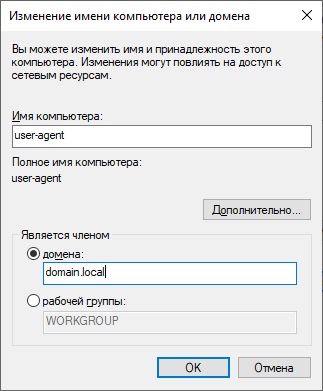 Изменение имени компьютера или домена
Вы можете изменить имя и принадлежность этого
компьютера. Изменения могут повлиять на доступ к
сетевым ресурсам.
Имя компьютера:
user-agent
Полное имя компьютера:
user-agent
Дополнительно...
Является членом
домена:
domain.local
рабочей группы:
WORKGROUP
OK
Отмена